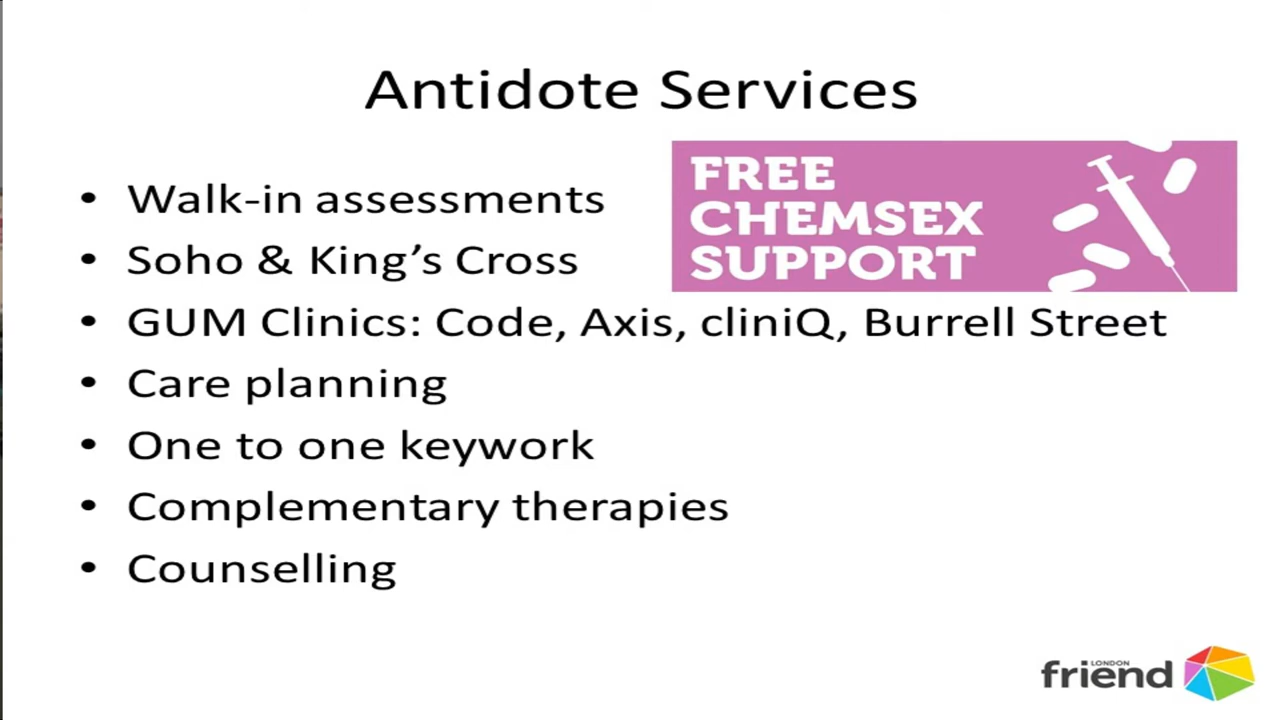 Antidote Services
FREE
CHEMSEX
SUPPORT
• Walk-in assessments
• Soho & King’s Cross
• GUM Clinics: Code, Axis, cliniQ, Burrell Street
• Care planning
• One to one keywork
• Complementary therapies
• Counselling
LONDON
friend